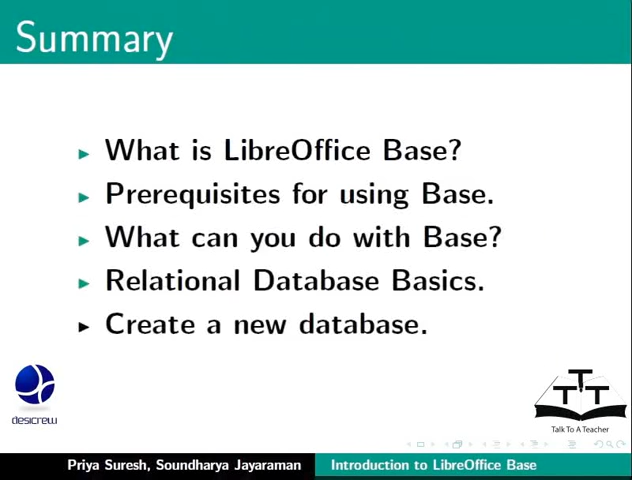 Summary
What is LibreOffice Base?
Prerequisites for using Base.
What can you do with Base?
Relational Database Basics.
Create a new database.
desicrew
TTT
Talk To A Teacher
Priya Suresh, Soundharya Jayaraman Introduction to LibreOffice Base